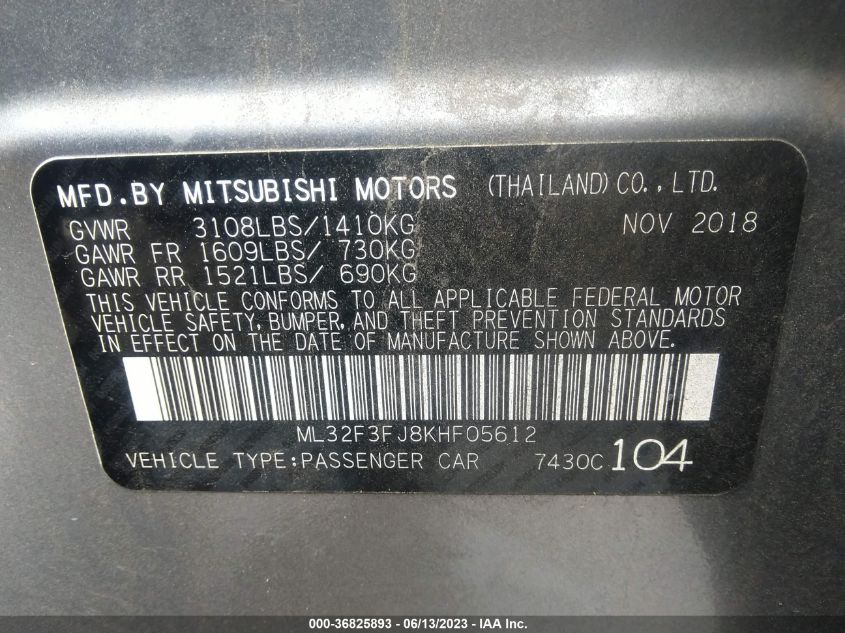 MFD.BY MITSUBISHI MOTORS (THAILAND)CO.,LTD.
GVWR 3108LBS/1410KG NOV 2018
GAWR FR 1609LBS/ 730KG
GAWR RR 1521LBS/ 690KG
THIS VEHICLE CONFORMS TO ALL APPLICABLE FEDERAL MOTOR
VEHICLE SAFETY, BUMPER, AND THEFT PREVENTION STANDARDS
IN EFFECT ON THE DATE OF MANUFACTURE SHOWN ABOVE.
ML32F3FJ8KHF05612
VEHICLE TYPE:PASSENGER CAR 7430C 104
000-36825893 - 06/13/2023 - IAA Inc.